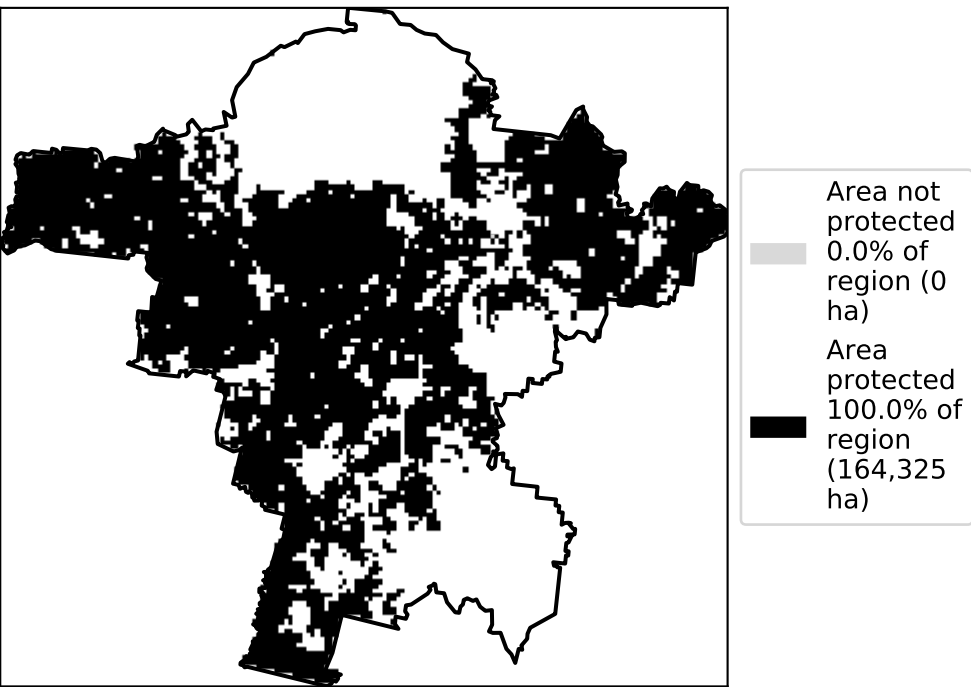 Area not
protected
0.0% of
region (0
ha)
Area
protected
100.0% of
region
(164,325
ha)